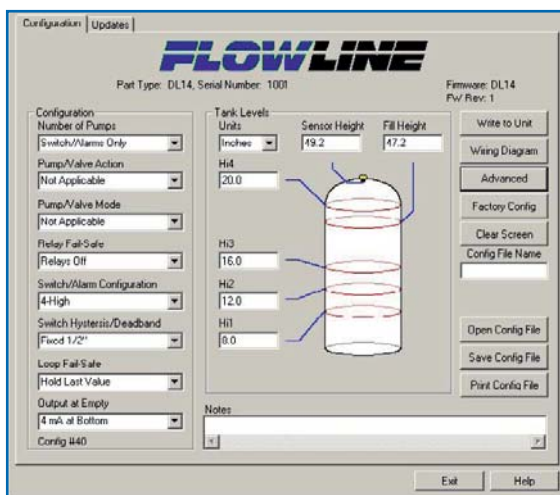 Configuration
Updates
FLOWLINE
Part Type: DL14, Serial Number: 1001
Firmware: DL14
FW Rev: 1
Configuration
Number of Pumps
Switch/Alarms Only
Pump/Valve Action
Not Applicable
Pump/Valve Mode
Not Applicable
Relay Fail-Safe
Relays Off
Switch/Alarm Configuration
4-High
Switch Hystersis/Deadband
Fixed 1/2"
Loop Fail-Safe
Hold Last Value
Output at Empty
4 mA at Bottom
Config #40
Tank Levels
Units
Inches
Sensor Height
49.2
Fill Height
47.2
Hi4
20.0
Hi3
16.0
Hi2
12.0
Hi1
8.0
Notes
Write to Unit
Wiring Diagram
Advanced
Factory Config
Clear Screen
Config File Name
Open Config File
Save Config File
Print Config File
Exit
Help